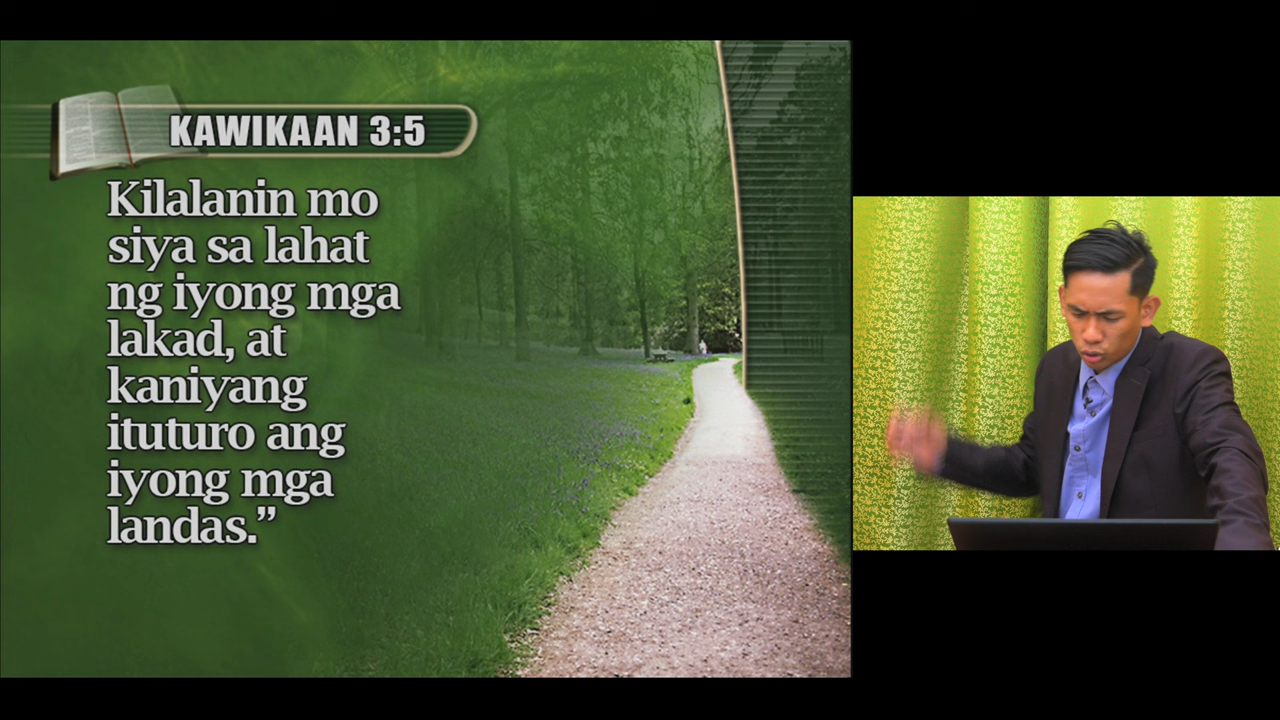 KAWIKAAN 3:5
Kilalanin mo
siya sa lahat
ng iyong mga
lakad, at
kaniyang
ituturo ang
iyong mga
landas.”